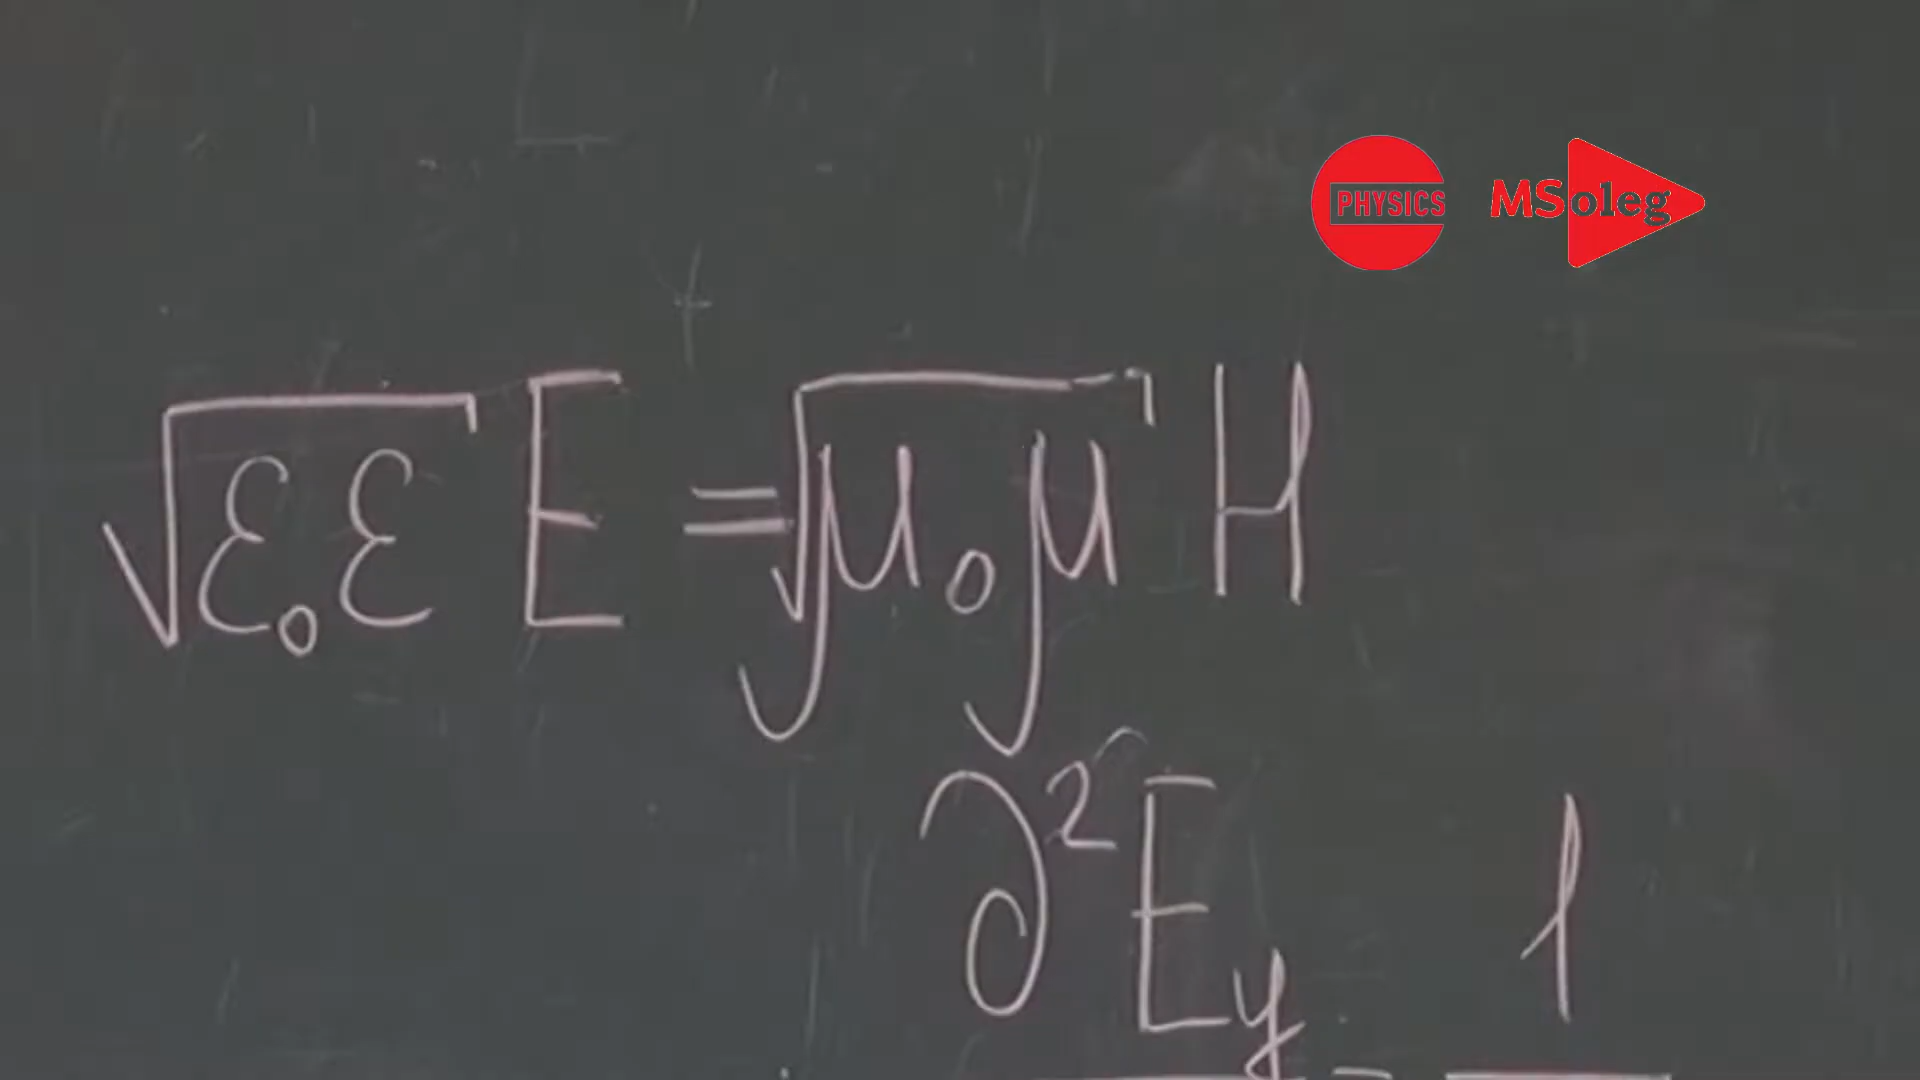 PHYSICS MSoleg
√ε₀ε E = √μ₀μ H
∂²E_y = 1